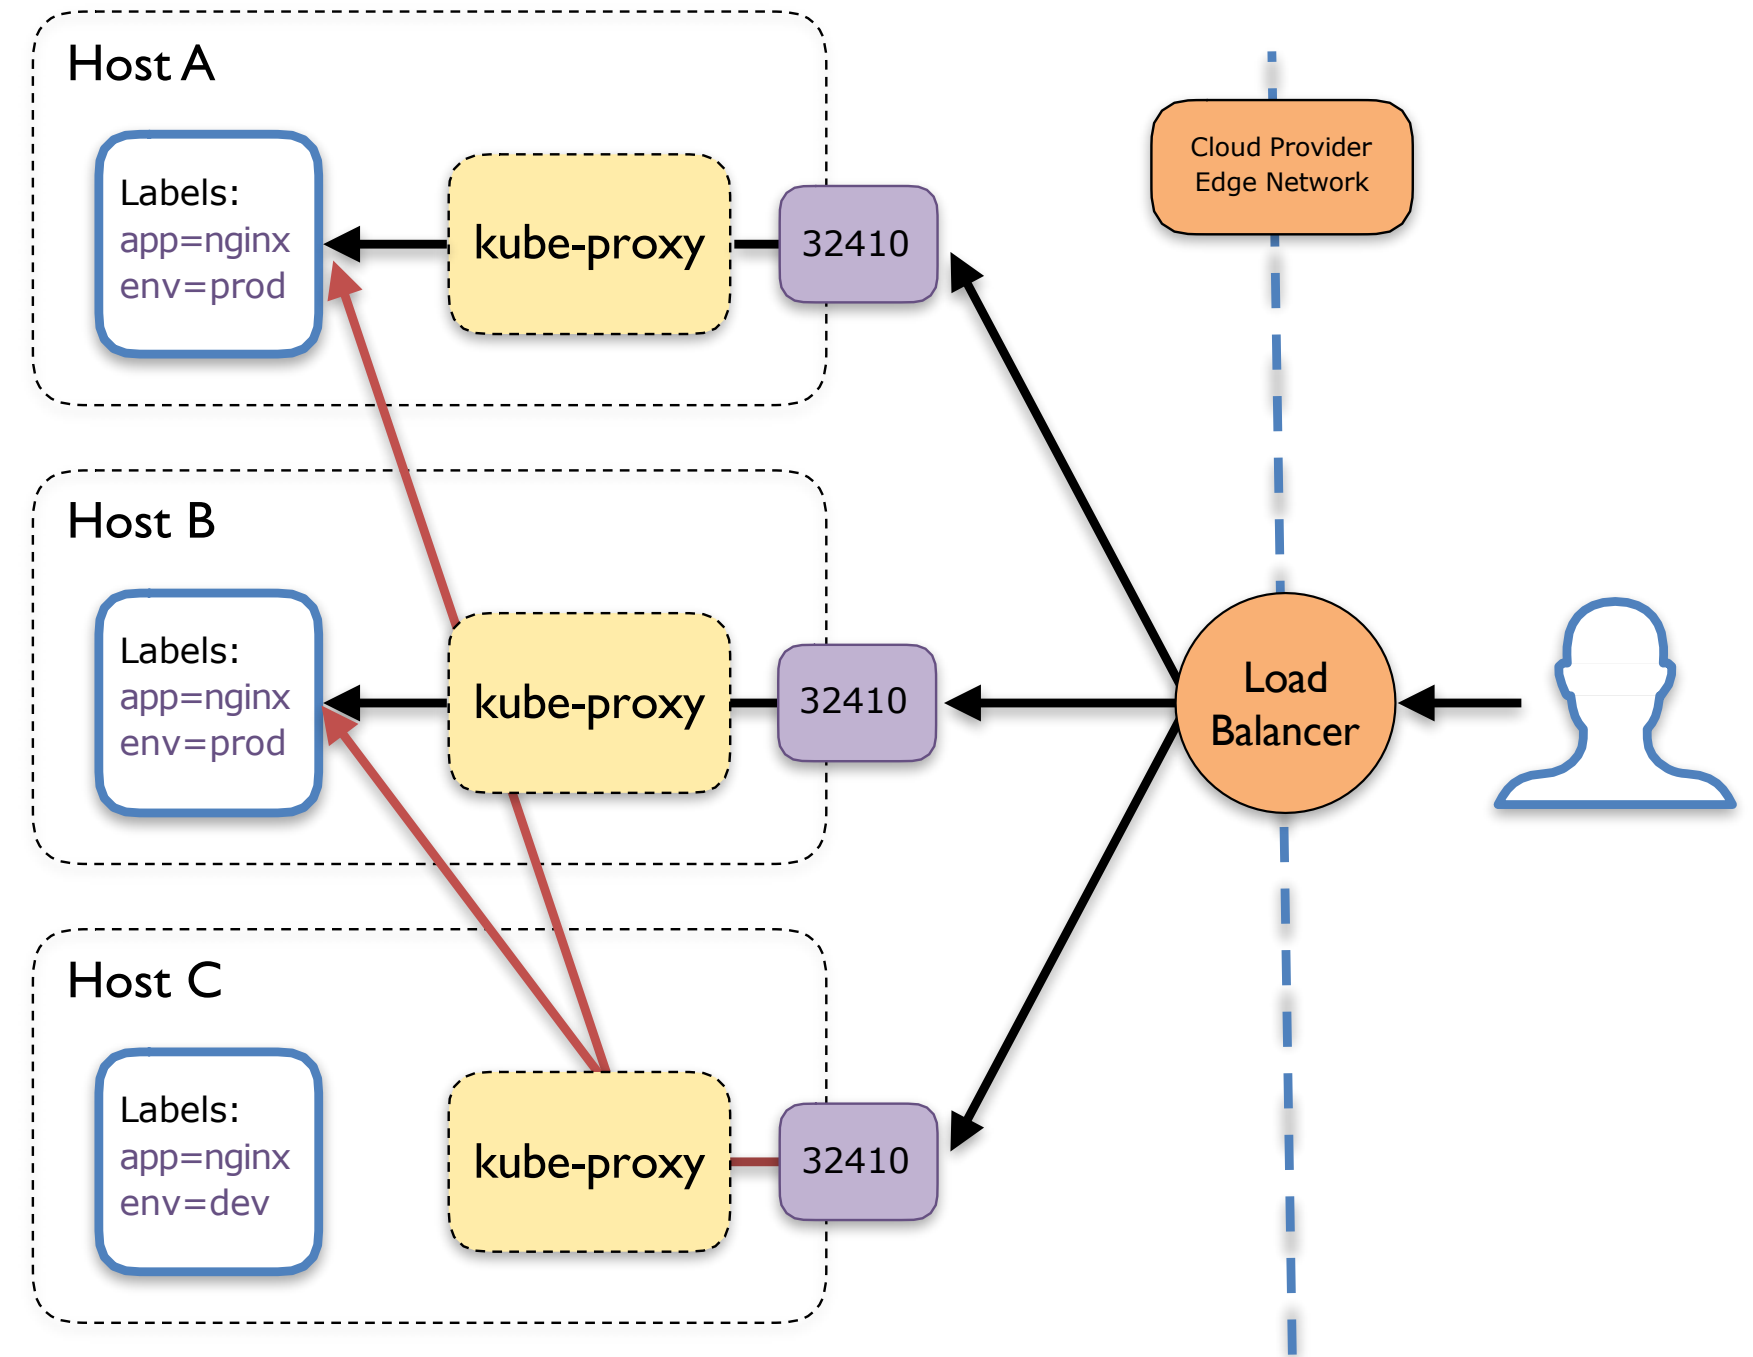 Host A
Labels:
app=nginx
env=prod
kube-proxy
32410
Cloud Provider
Edge Network
Host B
Labels:
app=nginx
env=prod
kube-proxy
32410
Load
Balancer
Host C
Labels:
app=nginx
env=dev
kube-proxy
32410